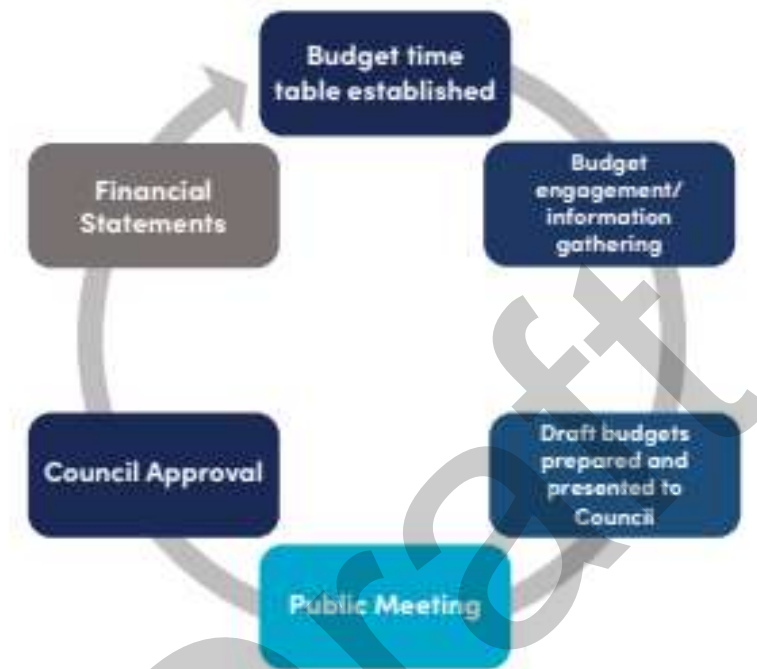 Budget time
table established
Budget
engagement/
information
gathering
Draft budgets
prepared and
presented to
Council
Public Meeting
Council Approval
Financial
Statements
Draft